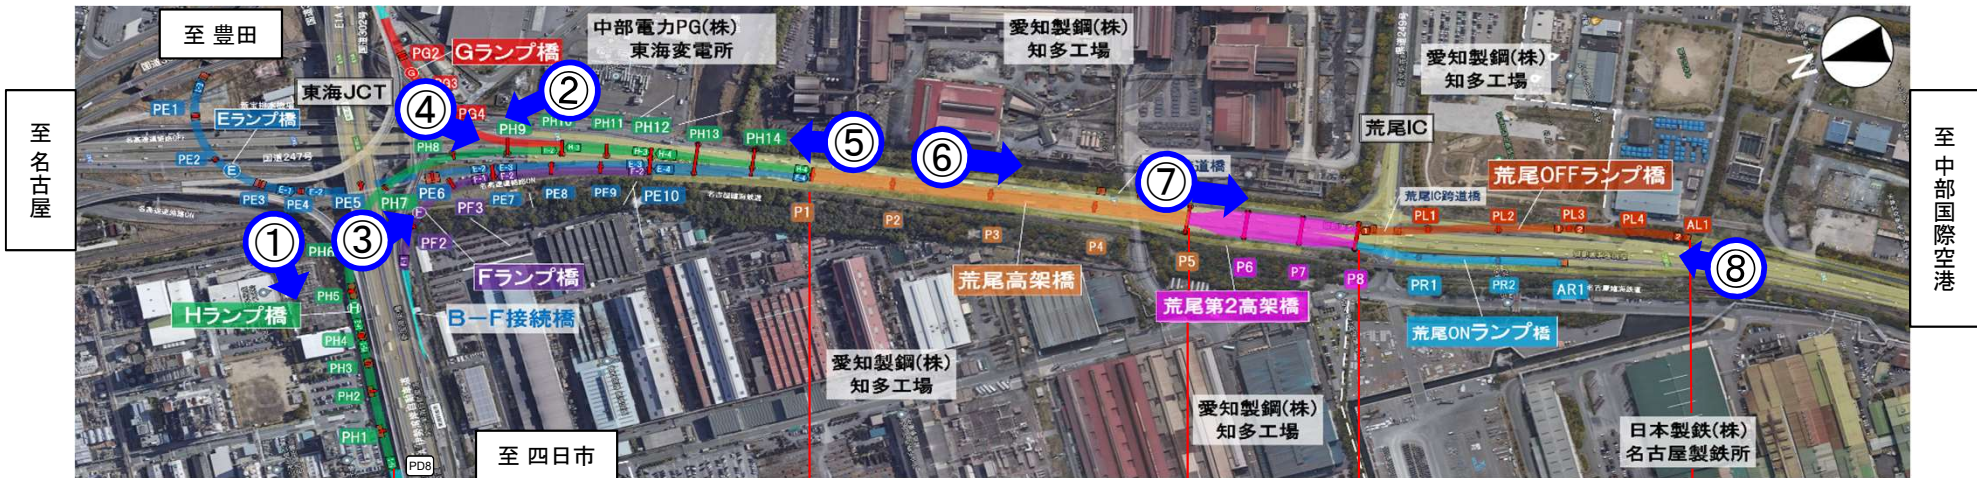 至 豊田
至 名古屋
至 四日市
至 中部国際空港
中部電力PG(株)
東海変電所
愛知製鋼(株)
知多工場
愛知製鋼(株)
知多工場
愛知製鋼(株)
知多工場
愛知製鋼(株)
知多工場
日本製鉄(株)
名古屋製鉄所
東海JCT
荒尾IC
Gランプ橋
Eランプ橋
Fランプ橋
Hランプ橋
B－F接続橋
荒尾高架橋
荒尾第2高架橋
荒尾OFFランプ橋
荒尾ONランプ橋
荒尾IC跨道橋
道橋
国道247号
①
②
③
④
⑤
⑥
⑦
⑧
N
PG2
PG4
PE1
PE2
PE3
PE4
PE5
PE6
PE7
PE8
PE9
PE10
PF2
PF3
PH1
PH2
PH3
PH4
PH5
PH6
PH7
PH8
PH9
PH10
PH11
PH12
PH13
PH14
PD8
P1
P2
P3
P4
P5
P6
P7
P8
PL1
PL2
PL3
PL4
AL1
PR1
PR2
AR1